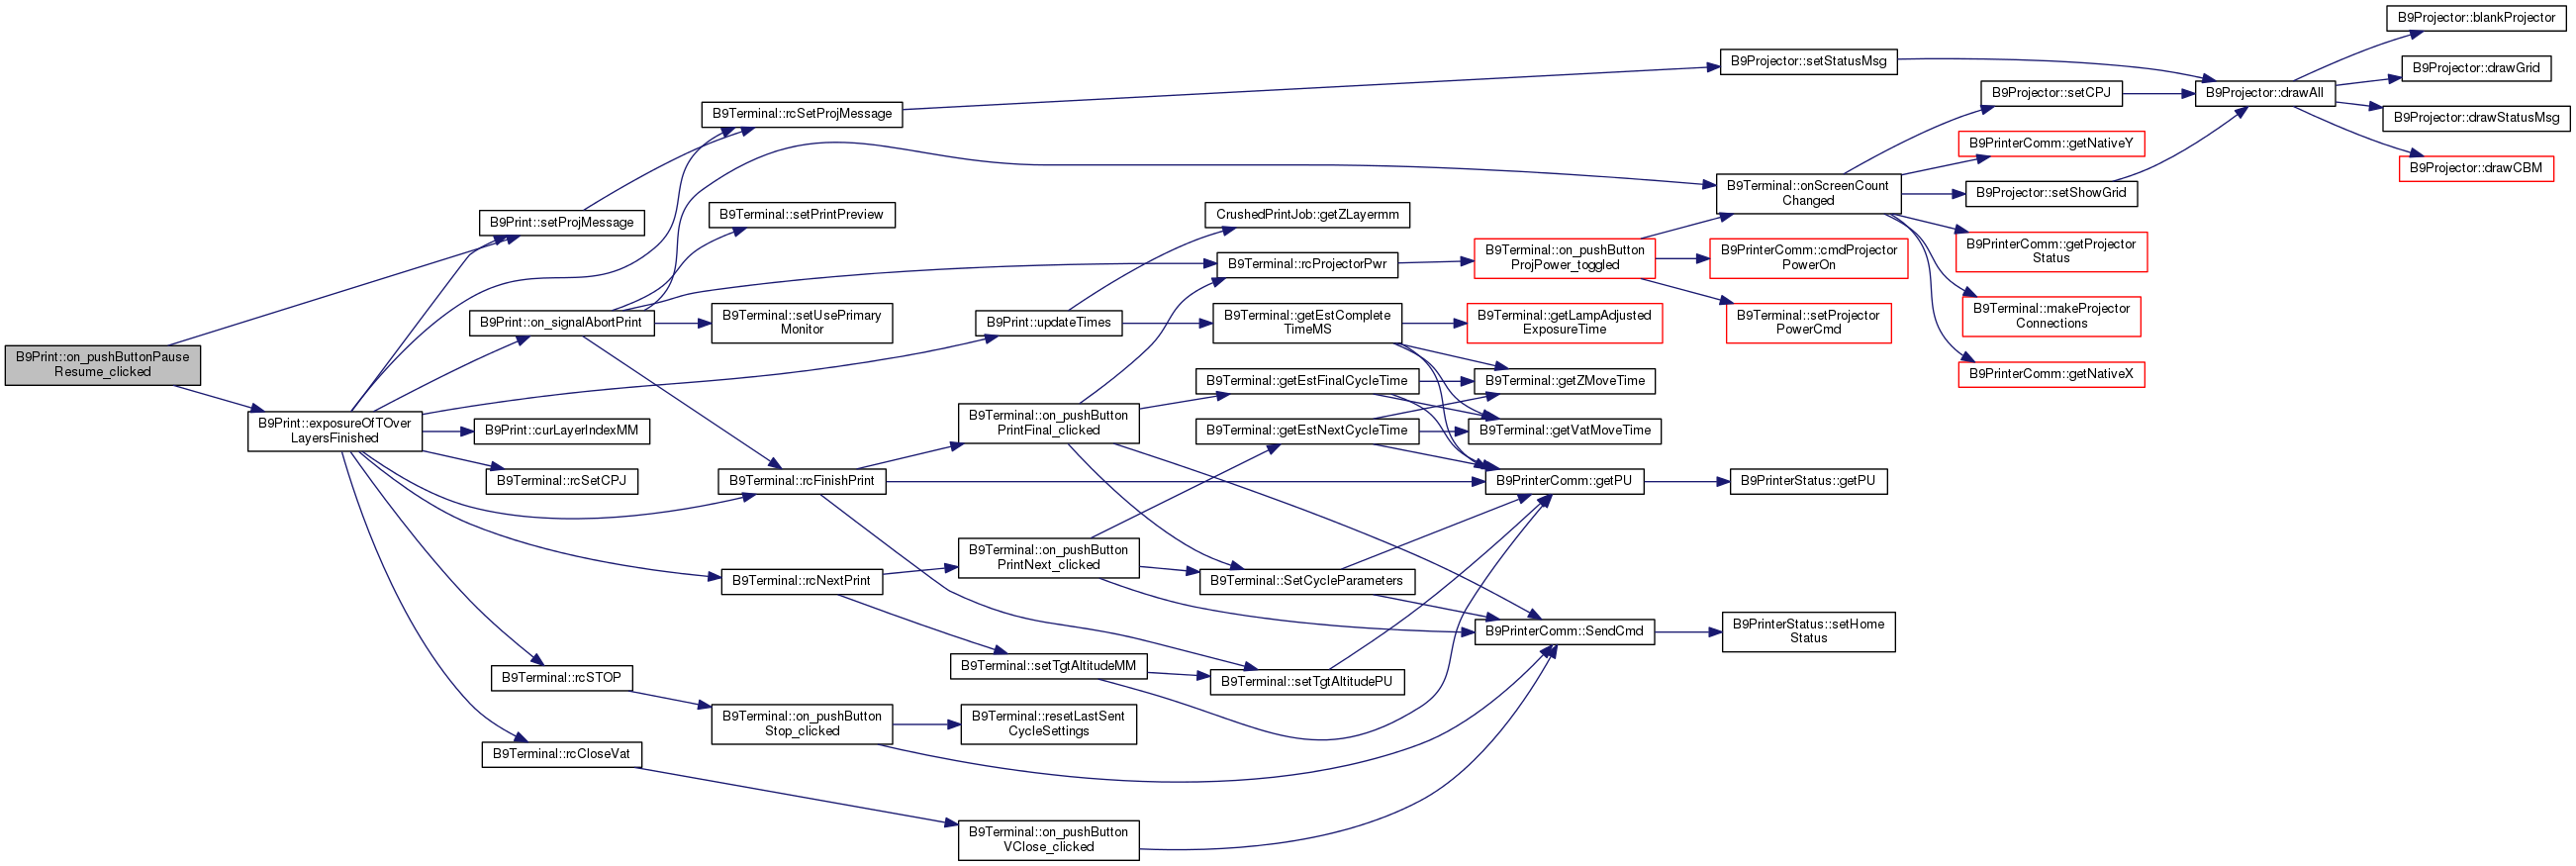 B9Print::on_pushButtonPause
Resume_clicked
B9Print::setProjMessage
B9Print::exposureOfTOver
LayersFinished
B9Print::on_signalAbortPrint
B9Print::curLayerIndexMM
B9Terminal::rcSetCPJ
B9Terminal::rcSTOP
B9Terminal::rcCloseVat
B9Terminal::rcSetProjMessage
B9Terminal::setPrintPreview
B9Terminal::setUsePrimary
Monitor
B9Terminal::rcFinishPrint
B9Terminal::rcNextPrint
B9Terminal::on_pushButton
Stop_clicked
B9Print::updateTimes
B9Terminal::on_pushButton
PrintFinal_clicked
B9Terminal::on_pushButton
PrintNext_clicked
B9Terminal::setTgtAltitudeMM
B9Terminal::resetLastSent
CycleSettings
B9Terminal::on_pushButton
VClose_clicked
CrushedPrintJob::getZLayermm
B9Terminal::rcProjectorPwr
B9Terminal::getEstComplete
TimeMS
B9Terminal::getEstFinalCycleTime
B9Terminal::getEstNextCycleTime
B9Terminal::SetCycleParameters
B9Terminal::setTgtAltitudePU
B9Terminal::on_pushButton
ProjPower_toggled
B9Terminal::getLampAdjusted
ExposureTime
B9Terminal::getZMoveTime
B9Terminal::getVatMoveTime
B9PrinterComm::getPU
B9PrinterComm::SendCmd
B9Projector::setStatusMsg
B9Terminal::onScreenCount
Changed
B9PrinterComm::cmdProjector
PowerOn
B9Terminal::setProjector
PowerCmd
B9PrinterStatus::getPU
B9PrinterStatus::setHome
Status
B9Projector::setCPJ
B9PrinterComm::getNativeY
B9Projector::setShowGrid
B9PrinterComm::getProjector
Status
B9Terminal::makeProjector
Connections
B9PrinterComm::getNativeX
B9Projector::drawAll
B9Projector::blankProjector
B9Projector::drawGrid
B9Projector::drawStatusMsg
B9Projector::drawCBM